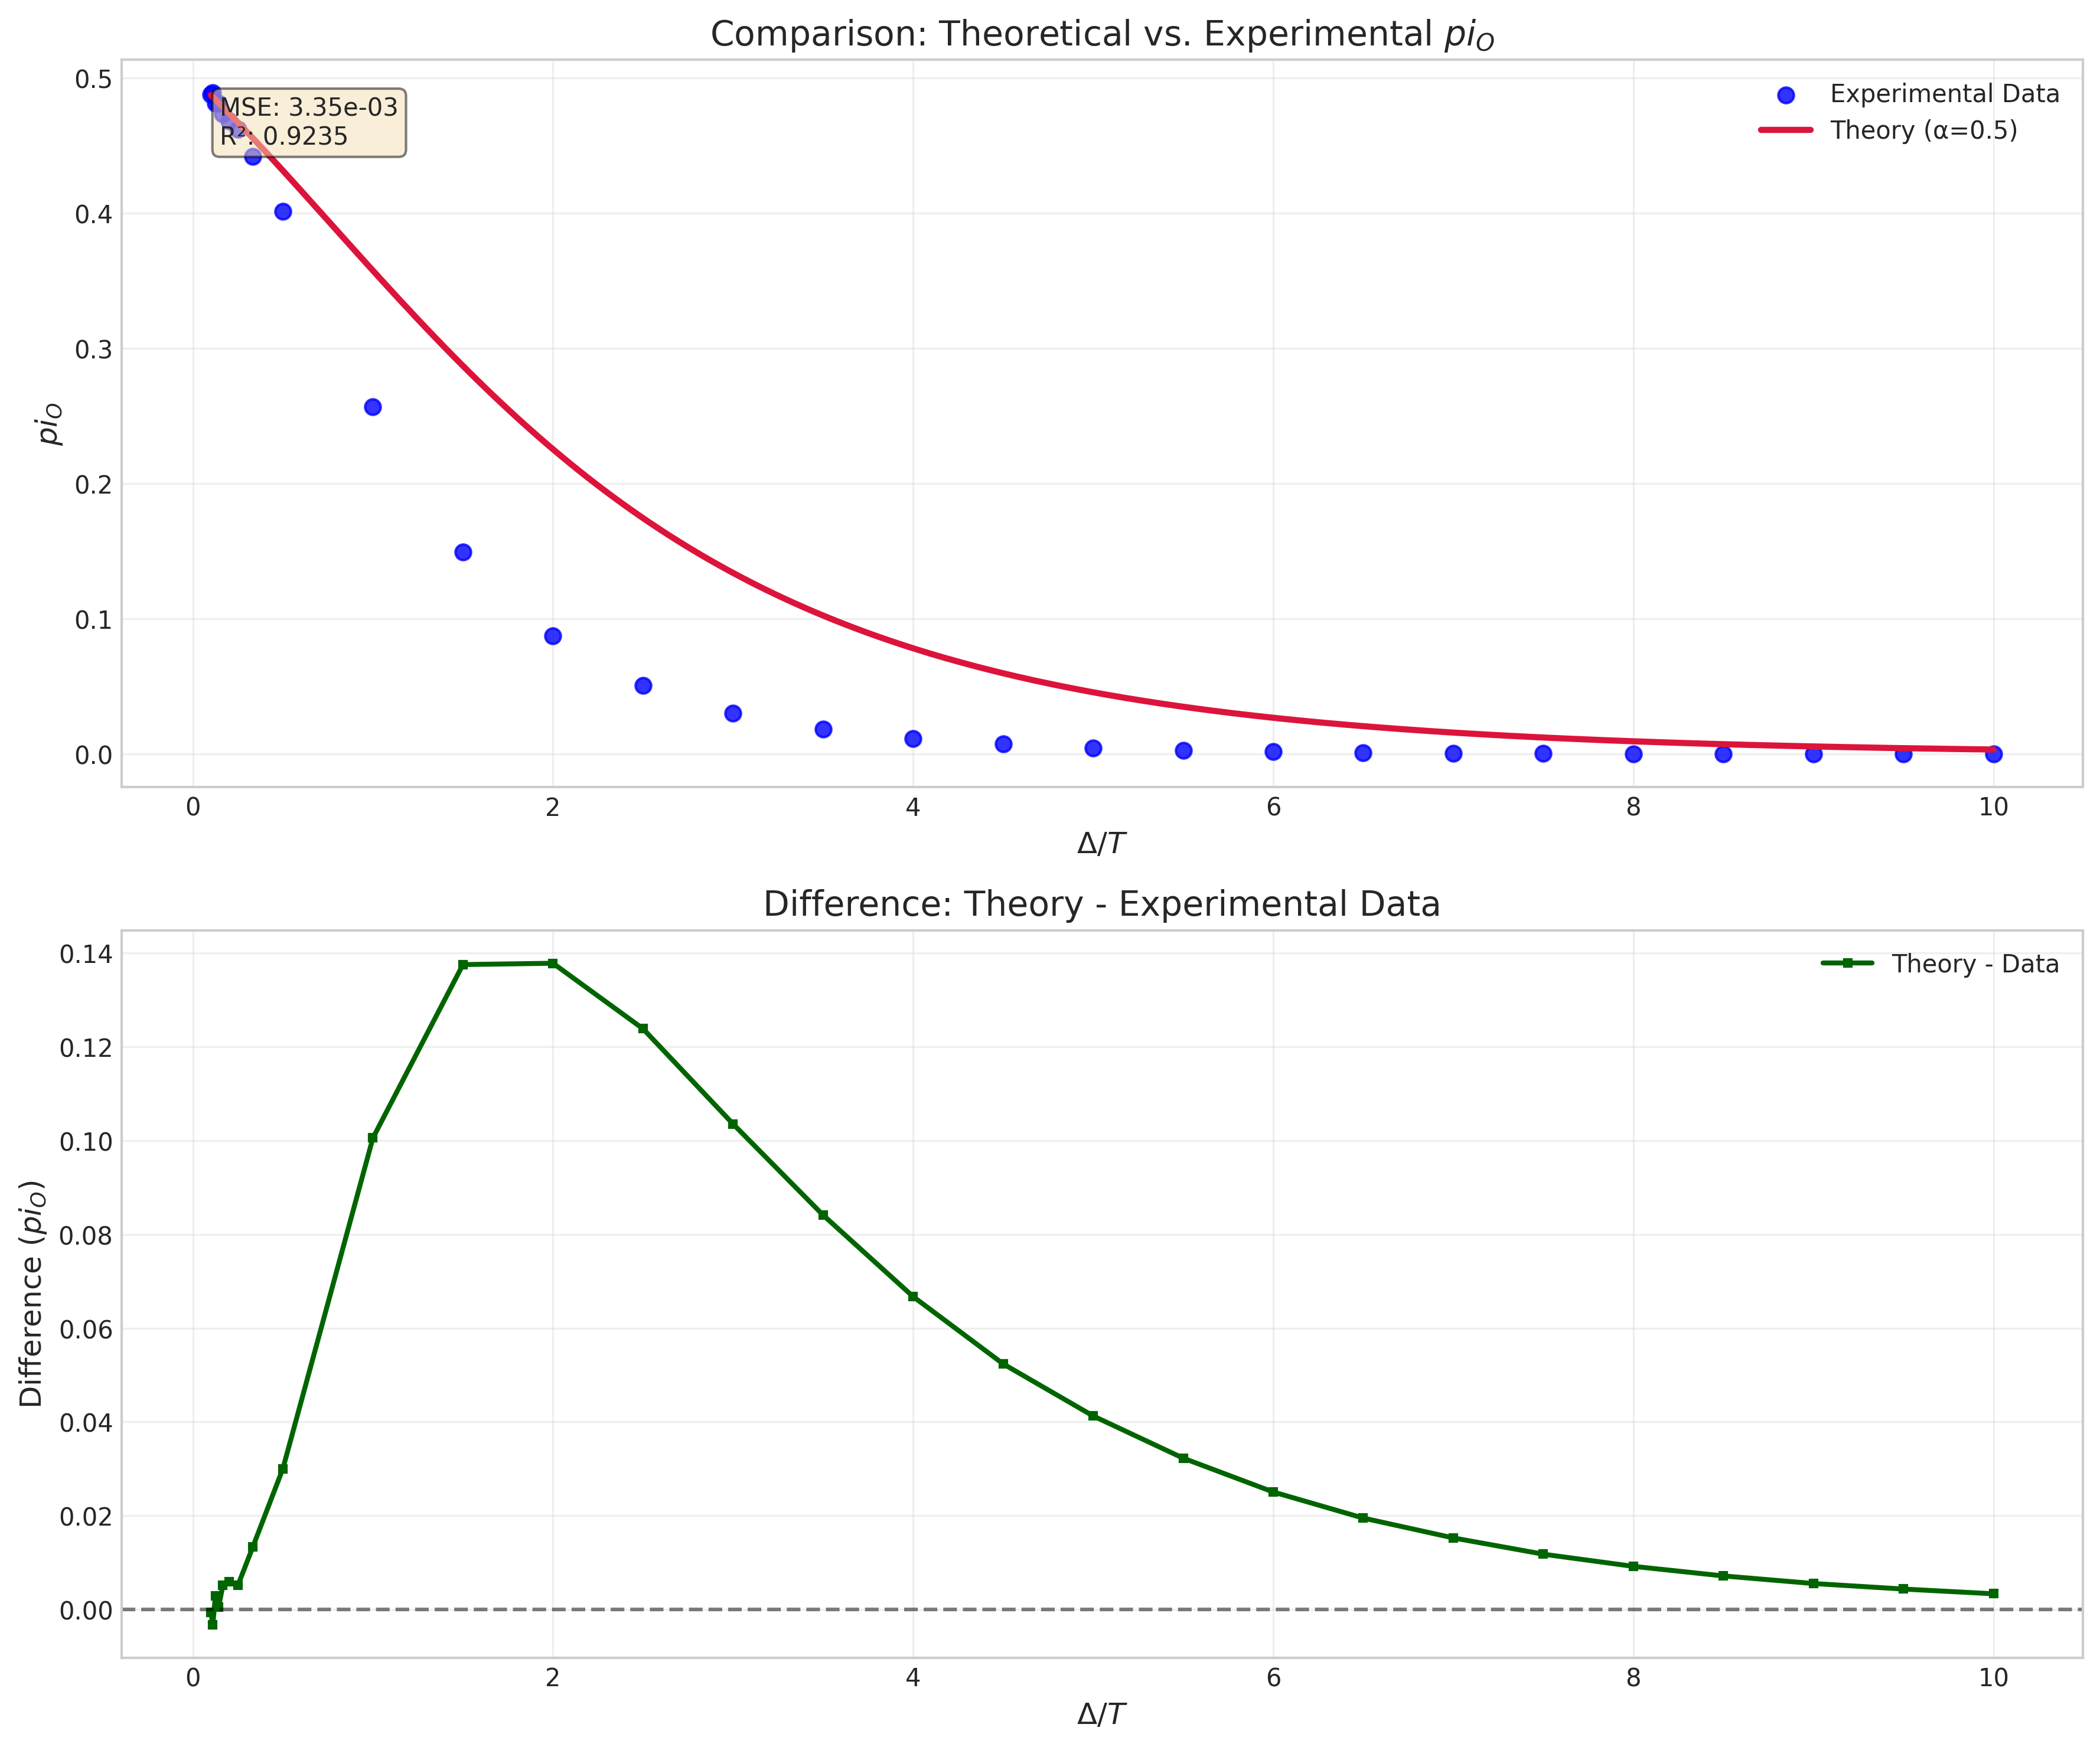 Comparison: Theoretical vs. Experimental pi_O
0.5
0.4
0.3
0.2
0.1
0.0
pi_O
MSE: 3.35e-03
R²: 0.9235
Experimental Data
Theory (α=0.5)
0 2 4 6 8 10
Δ/T
Difference: Theory - Experimental Data
0.14
0.12
0.10
0.08
0.06
0.04
0.02
0.00
Difference (pi_O)
Theory - Data
0 2 4 6 8 10
Δ/T